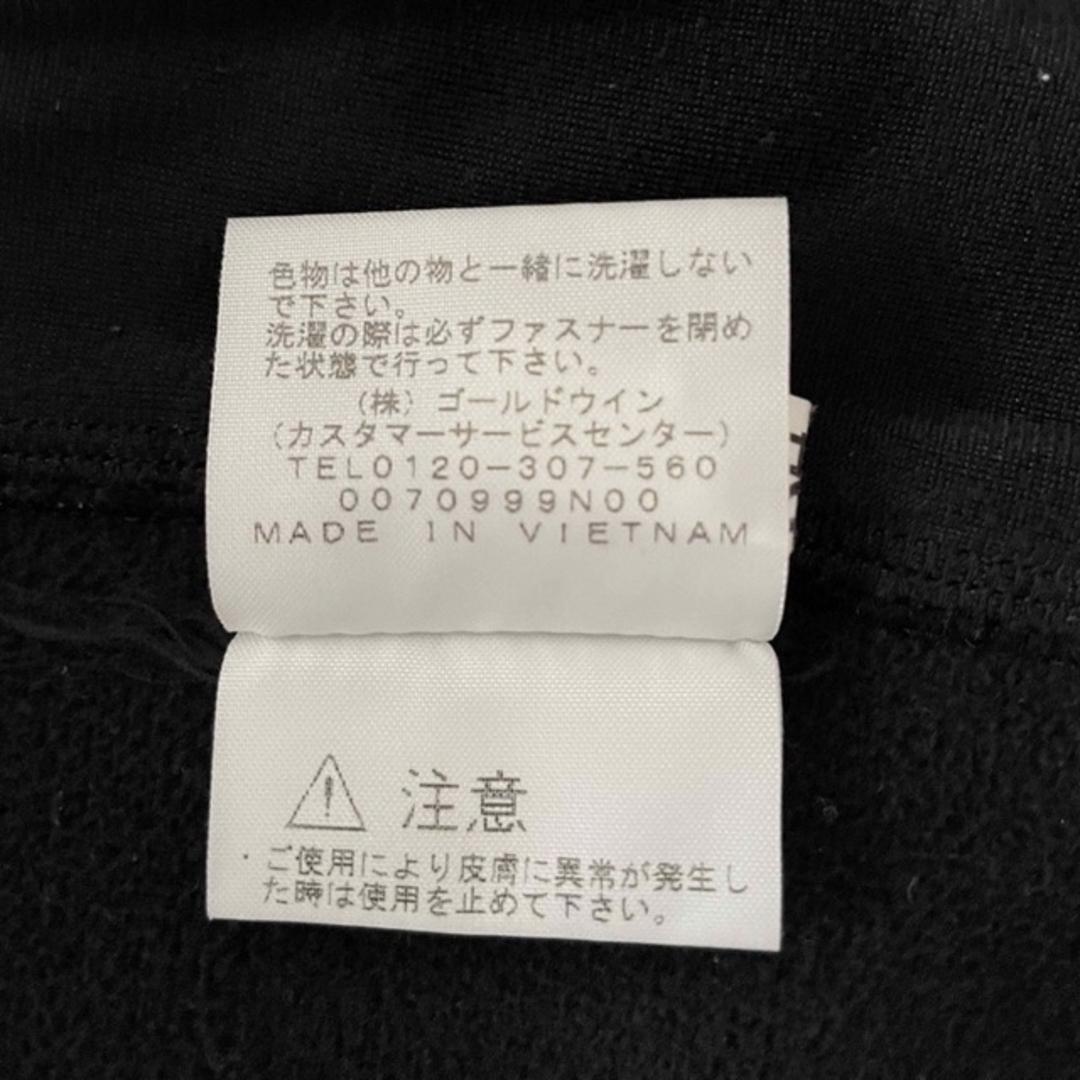 色物は他の物と一緒に洗濯しない
で下さい。
洗濯の際は必ずファスナーを閉め
た状態で行って下さい。
(株)ゴールドウイン
(カスタマーサービスセンター)
TEL0120-307-560
0070999N00
MADE IN VIETNAM
注意
・ご使用により皮膚に異常が発生し
た時は使用を止めて下さい。